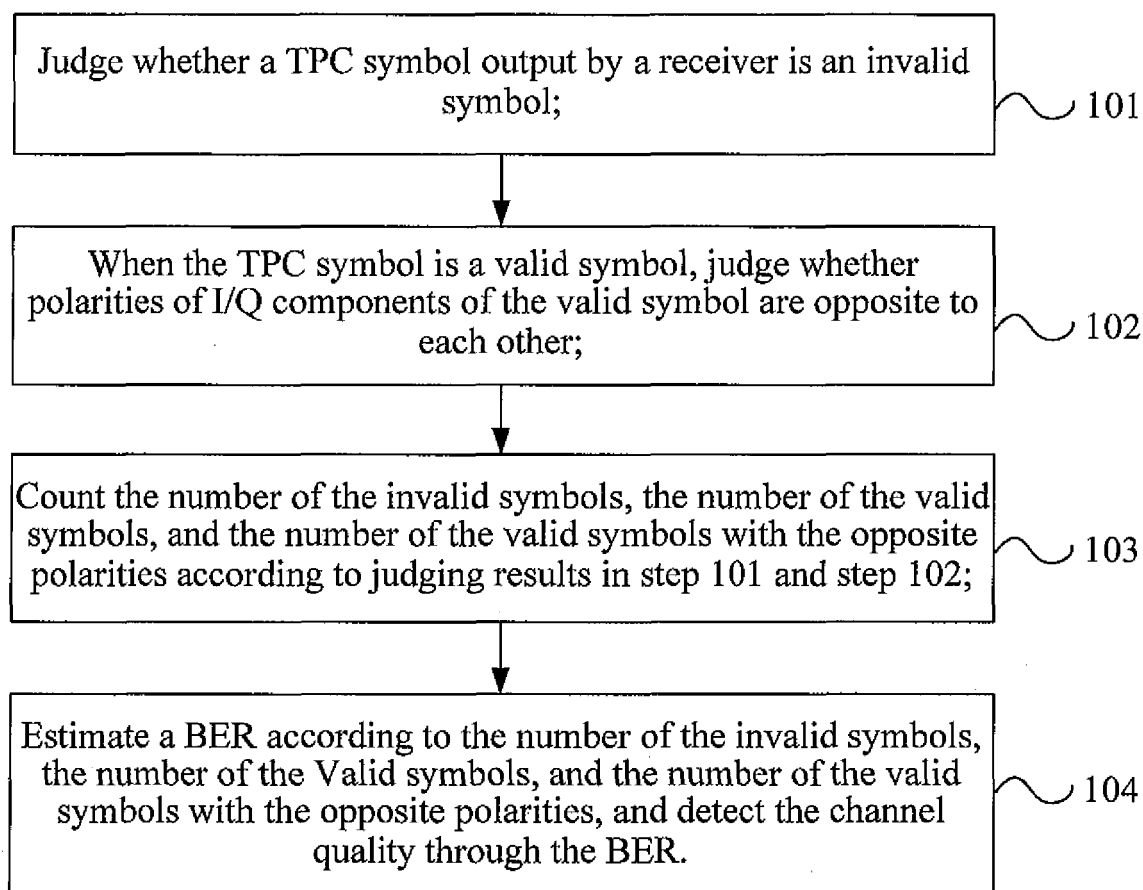 Judge whether a TPC symbol output by a receiver is an invalid
symbol;
101
When the TPC symbol is a valid symbol, judge whether
polarities of I/Q components of the valid symbol are opposite to
each other;
102
Count the number of the invalid symbols, the number of the valid
symbols, and the number of the valid symbols with the opposite
polarities according to judging results in step 101 and step 102;
103
Estimate a BER according to the number of the invalid symbols,
the number of the Valid symbols, and the number of the valid
symbols with the opposite polarities, and detect the channel
quality through the BER.
104